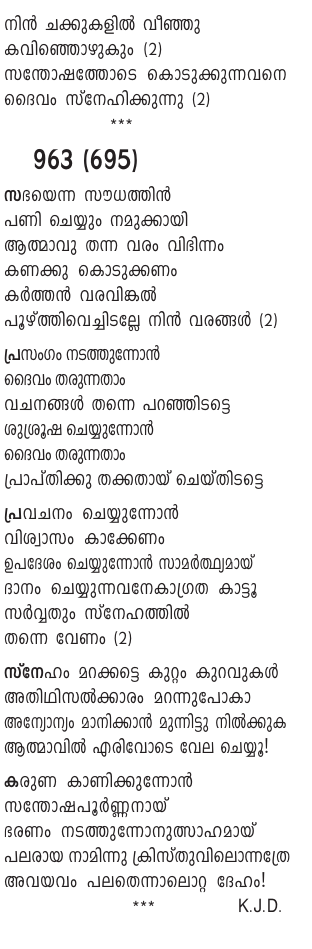 നിൻ ചക്കുകളിൽ വീഞ്ഞു
കവിഞ്ഞൊഴുകും (2)
സന്തോഷത്തോടെ കൊടുക്കുന്നവനെ
ദൈവം സ്നേഹിക്കുന്നു (2)
***
963 (695)
സഭയെന്ന സൗധത്തിൻ
പണി ചെയ്യും നമുക്കായി
ആത്മാവു തന്ന വരം വിഭിന്നം
കണക്കു കൊടുക്കണം
കർത്തൻ വരവിങ്കൽ
പൂഴ്ത്തിവെച്ചിടല്ലേ നിൻ വരങ്ങൾ (2)
പ്രസംഗം നടത്തുന്നോൻ
ദൈവം തരുന്നതാം
വചനങ്ങൾ തന്നെ പറഞ്ഞിടട്ടെ
ശുശ്രൂഷ ചെയ്യുന്നോൻ
ദൈവം തരുന്നതാം
പ്രാപ്തിക്കു തക്കതായ് ചെയ്തിടട്ടെ
പ്രവചനം ചെയ്യുന്നോൻ
വിശ്വാസം കാക്കേണം
ഉപദേശം ചെയ്യുന്നോൻ സാമർത്ഥ്യമായ്
ദാനം ചെയ്യുന്നവനേകാഗ്രത കാട്ടൂ
സർവ്വതും സ്നേഹത്തിൽ
തന്നെ വേണം (2)
സ്നേഹം മറക്കട്ടെ കുറ്റം കുറവുകൾ
അതിഥിസൽക്കാരം മറന്നുപോകാ
അന്യോന്യം മാനിക്കാൻ മുന്നിട്ടു നിൽക്കുക
ആത്മാവിൽ എരിവോടെ വേല ചെയ്യൂ!
കരുണ കാണിക്കുന്നോൻ
സന്തോഷപൂർണ്ണനായ്
ഭരണം നടത്തുന്നോനുത്സാഹമായ്
പലരായ നാമിന്നു ക്രിസ്തുവിലൊന്നത്രേ
അവയവം പലതെന്നാലൊറ്റ ദേഹം!
*** K.J.D.